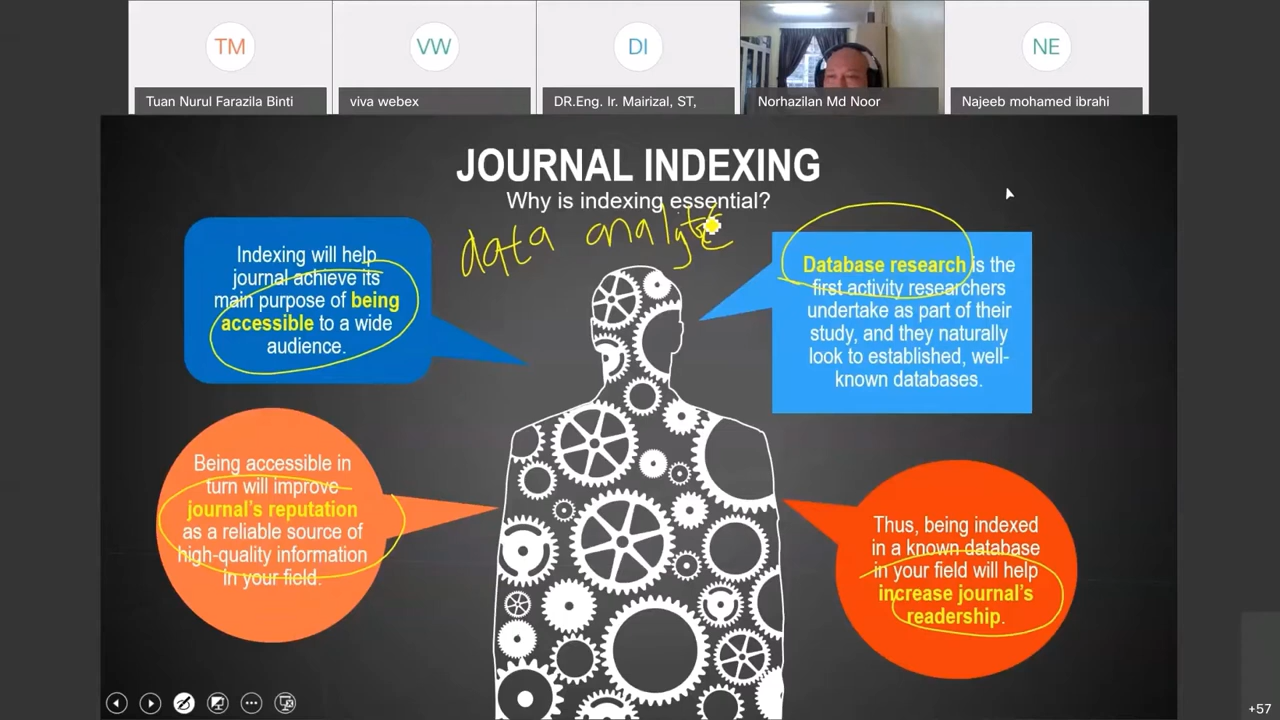 TM
VW
DI
NE
Tuan Nurul Farazila Binti
viva webex
DR.Eng. Ir. Mairizal, ST,
Norhazilan Md Noor
Najeeb mohamed ibrahi
JOURNAL INDEXING
Why is indexing essential?
data
Indexing will help
journal achieve its
main purpose of being
accessible to a wide
audience.
Database research is the
first activity researchers
undertake as part of their
study, and they naturally
look to established, well-
known databases.
Being accessible in
turn will improve
journal's reputation
as a reliable source of
high-quality information
in your field.
Thus, being indexed
in a known database
in your field will help
increase journal's
readership.
+57